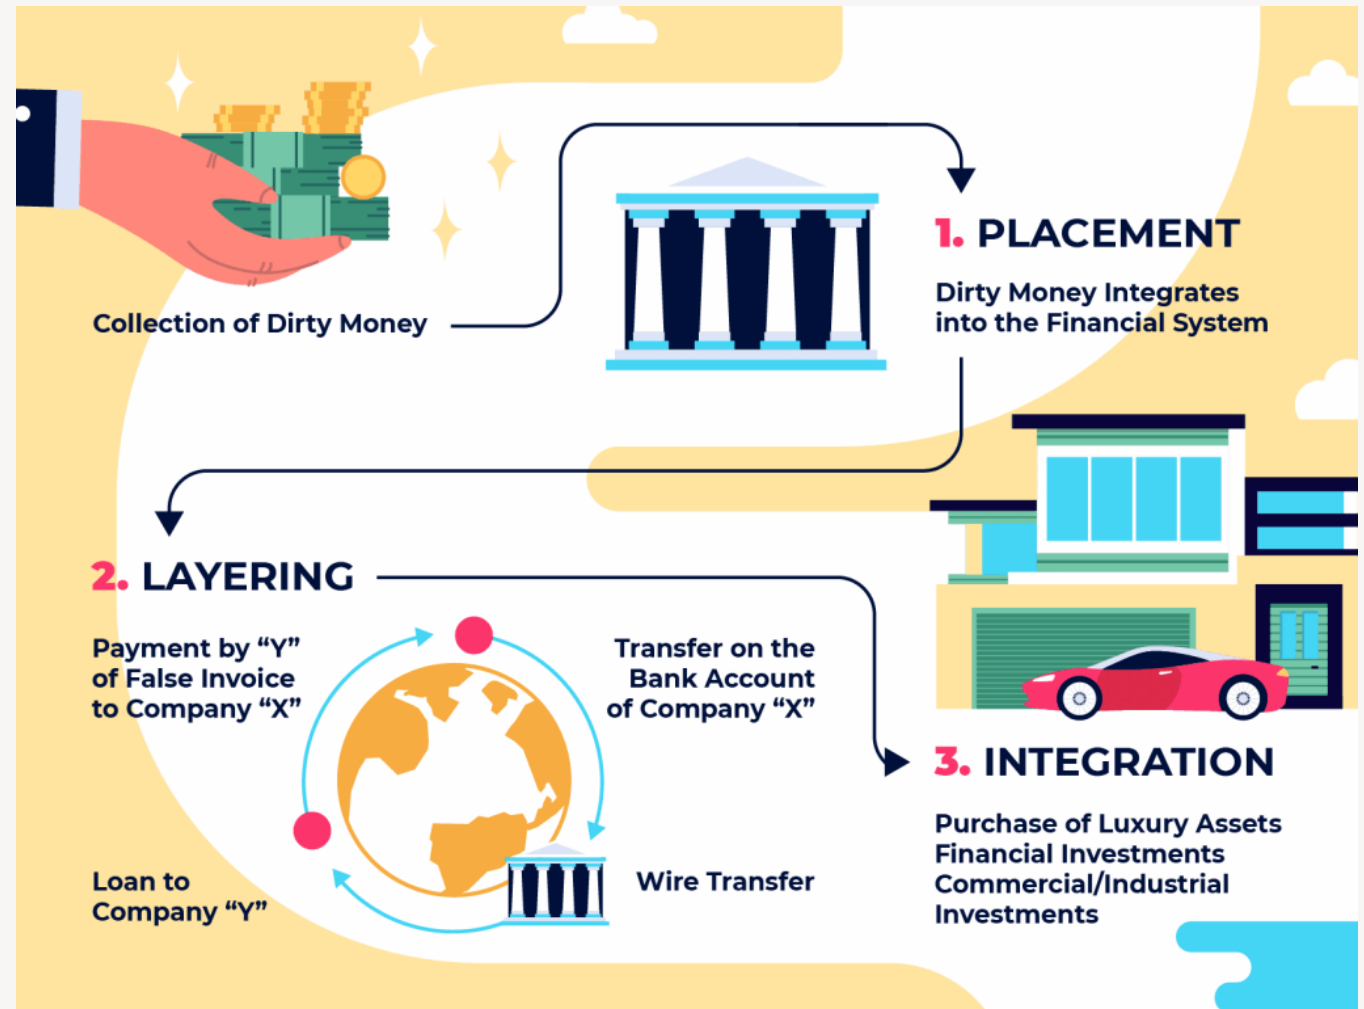 Collection of Dirty Money
1. PLACEMENT
Dirty Money Integrates
into the Financial System
2. LAYERING
Payment by “Y”
of False Invoice
to Company “X”
Transfer on the
Bank Account
of Company “X”
Loan to
Company “Y”
Wire Transfer
3. INTEGRATION
Purchase of Luxury Assets
Financial Investments
Commercial/Industrial
Investments